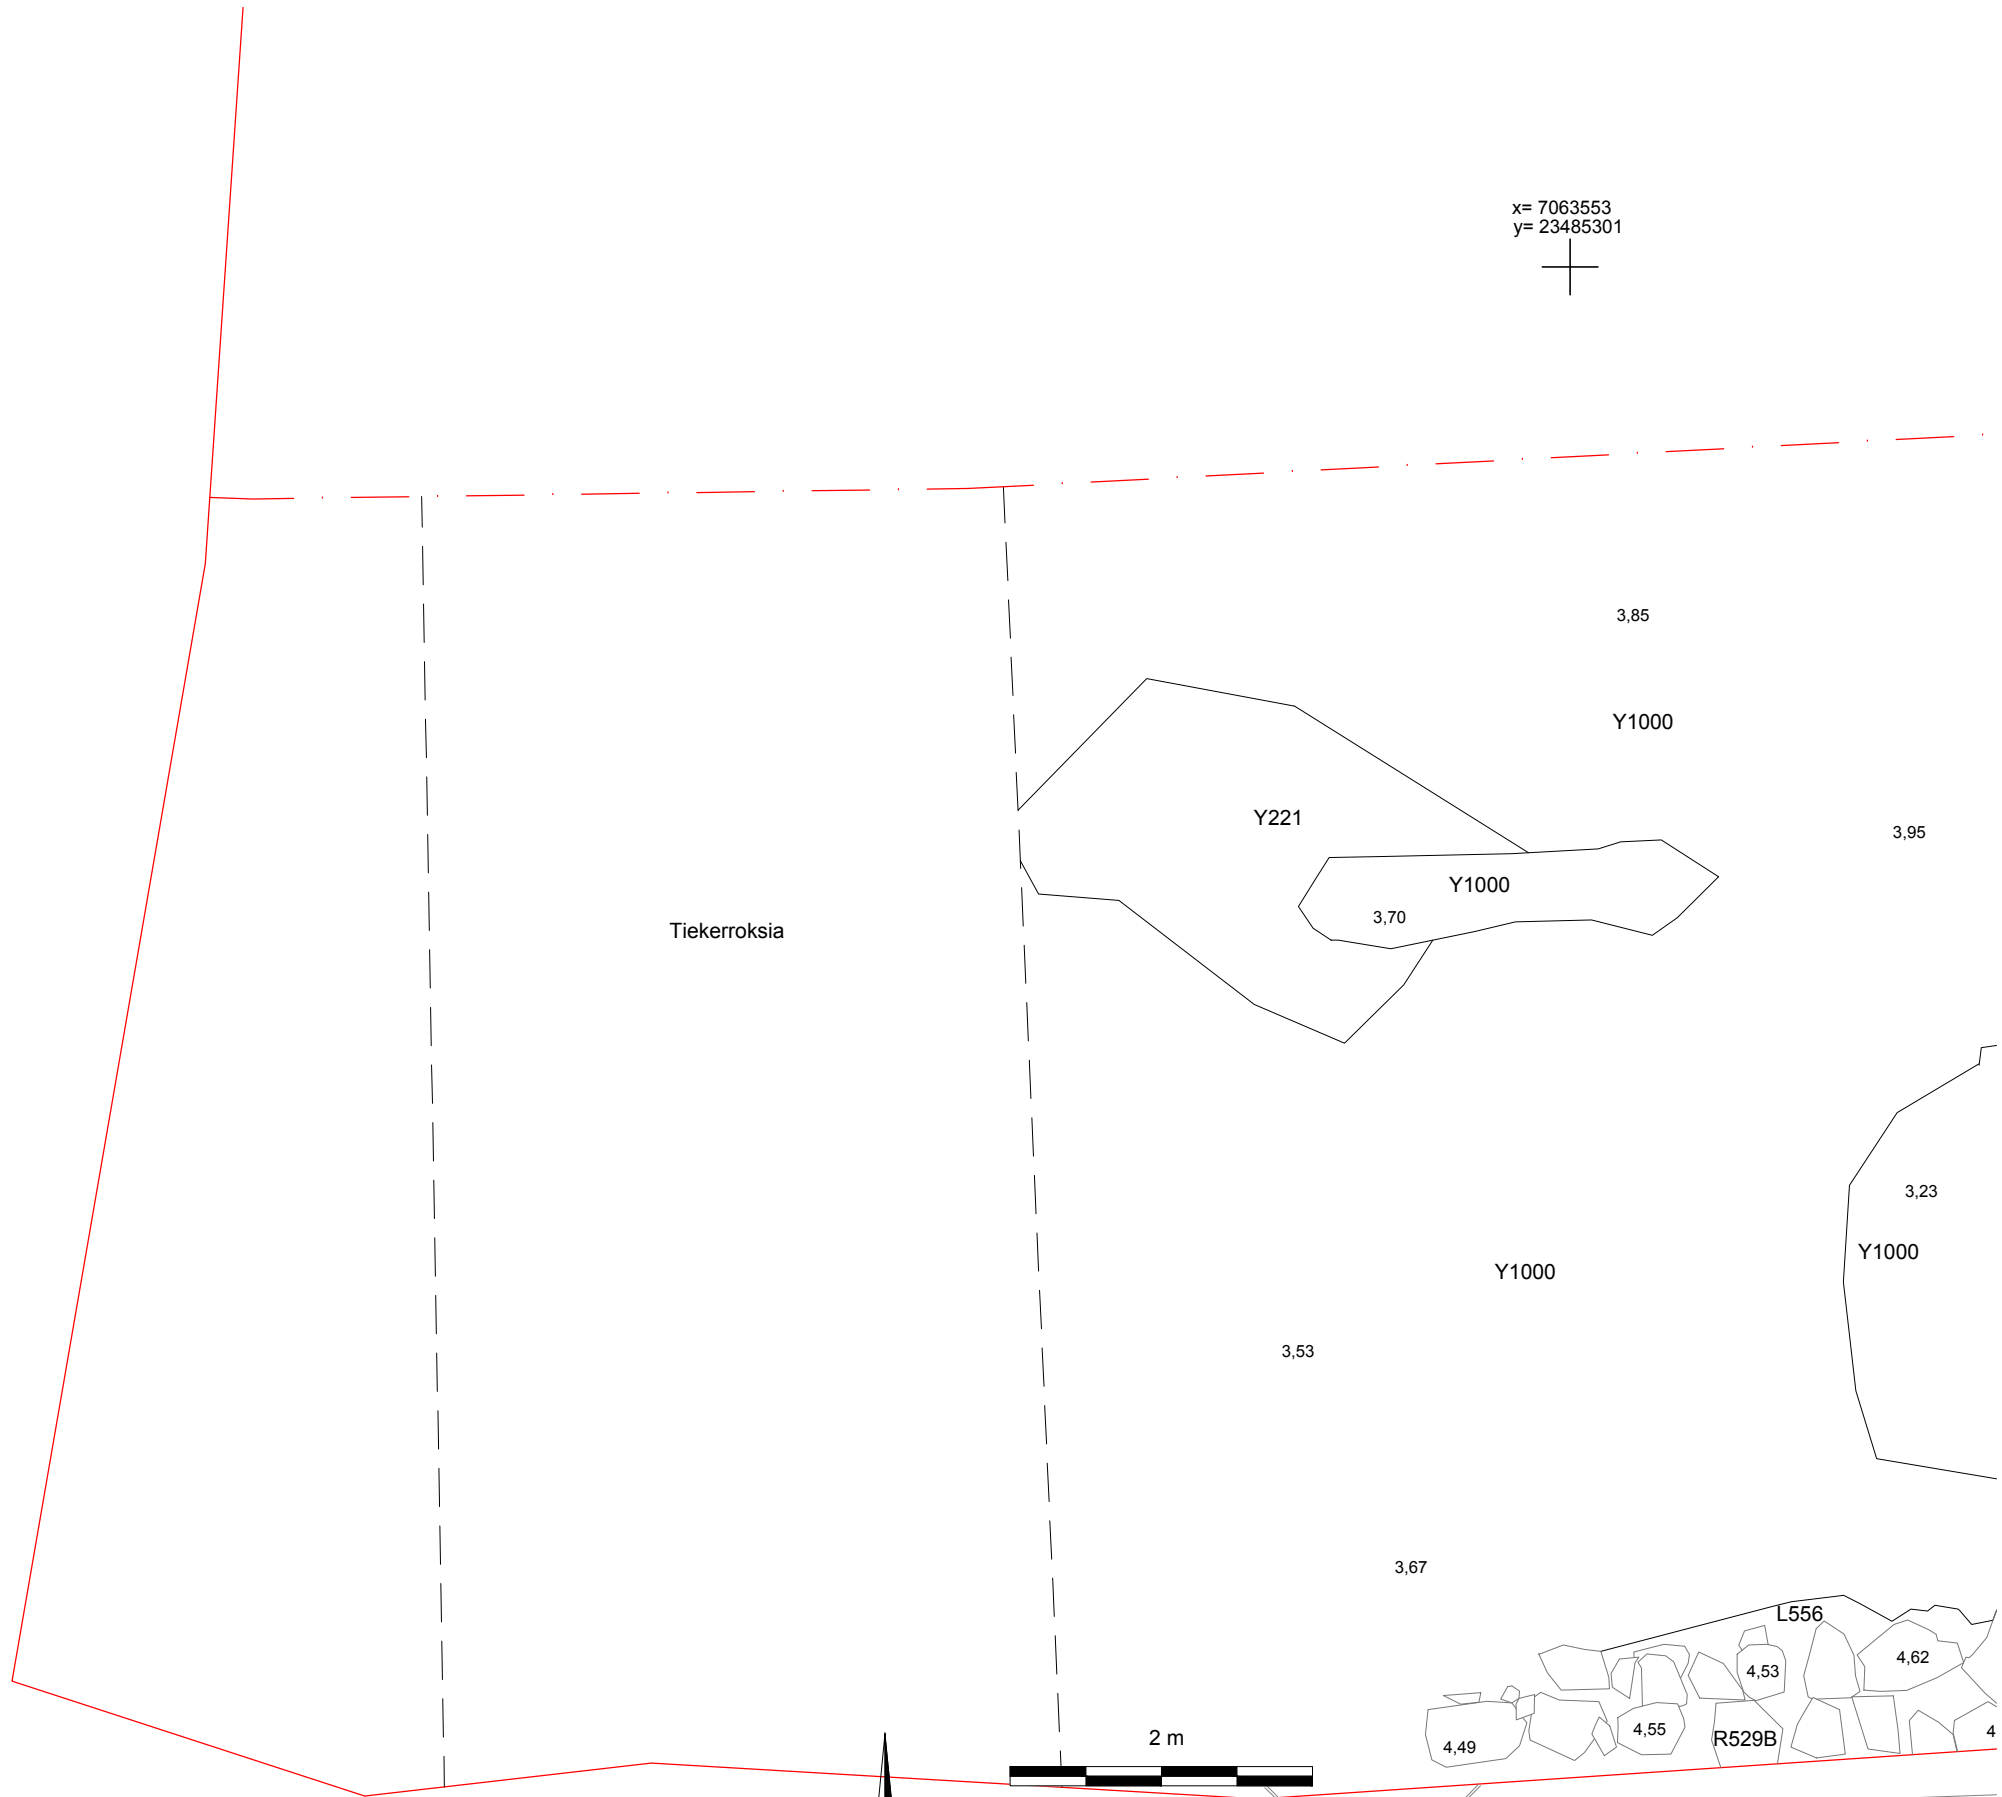 x= 7063553
y= 23485301
3,85
Y1000
Y221
3,95
Y1000
3,70
Tiekerroksia
3,23
Y1000
Y1000
3,53
3,67
L556
4,62
4,53
4,55
R529B
4,49
2 m
4